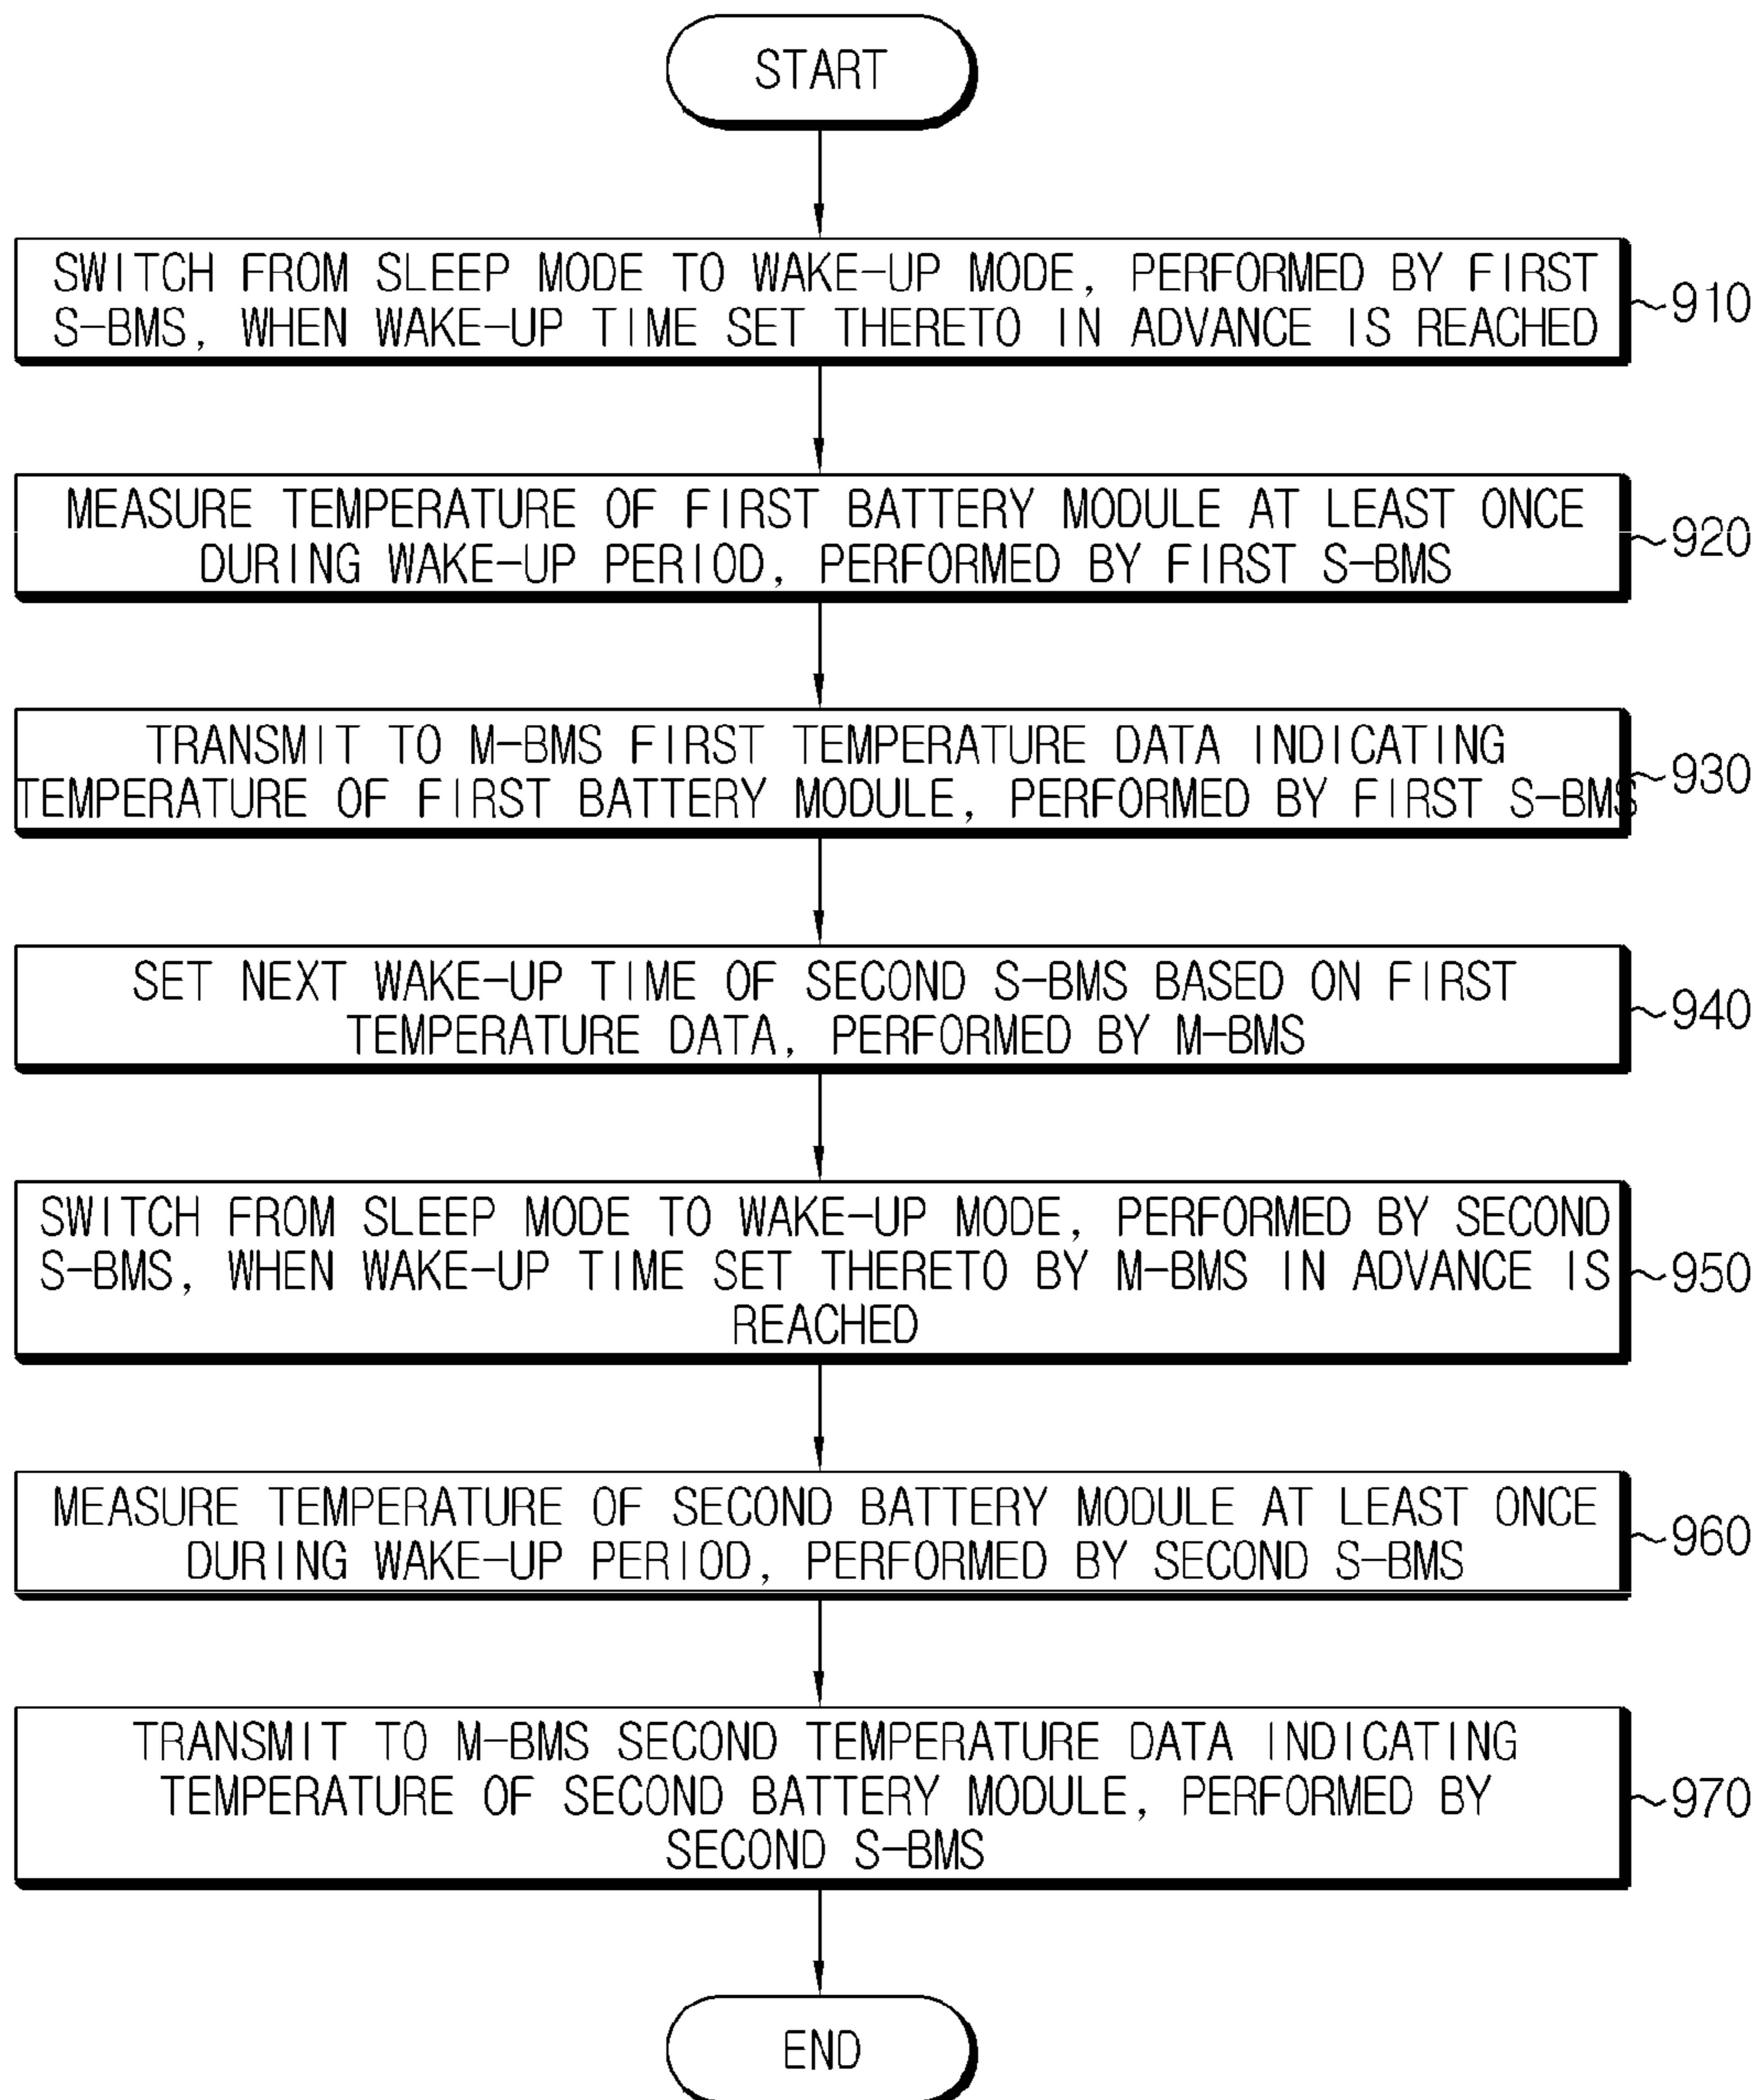 START
SWITCH FROM SLEEP MODE TO WAKE-UP MODE, PERFORMED BY FIRST
S-BMS, WHEN WAKE-UP TIME SET THERETO IN ADVANCE IS REACHED
910
MEASURE TEMPERATURE OF FIRST BATTERY MODULE AT LEAST ONCE
DURING WAKE-UP PERIOD, PERFORMED BY FIRST S-BMS
920
TRANSMIT TO M-BMS FIRST TEMPERATURE DATA INDICATING
TEMPERATURE OF FIRST BATTERY MODULE, PERFORMED BY FIRST S-BMS
930
SET NEXT WAKE-UP TIME OF SECOND S-BMS BASED ON FIRST
TEMPERATURE DATA, PERFORMED BY M-BMS
940
SWITCH FROM SLEEP MODE TO WAKE-UP MODE, PERFORMED BY SECOND
S-BMS, WHEN WAKE-UP TIME SET THERETO BY M-BMS IN ADVANCE IS
REACHED
950
MEASURE TEMPERATURE OF SECOND BATTERY MODULE AT LEAST ONCE
DURING WAKE-UP PERIOD, PERFORMED BY SECOND S-BMS
960
TRANSMIT TO M-BMS SECOND TEMPERATURE DATA INDICATING
TEMPERATURE OF SECOND BATTERY MODULE, PERFORMED BY
SECOND S-BMS
970
END